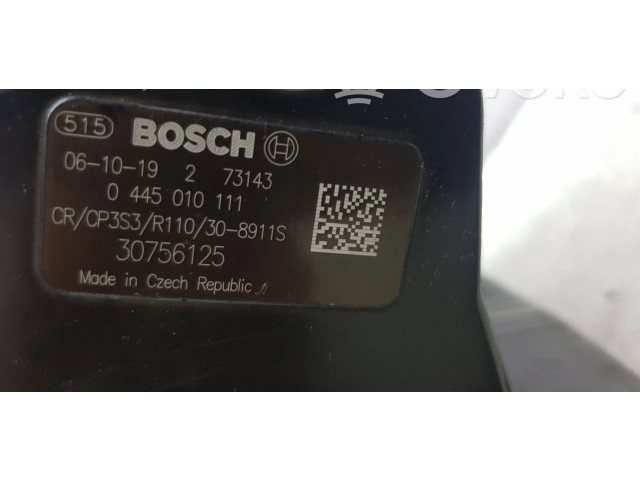 515 BOSCH
06-10-19 2 73143
0 445 010 111
CR/CP3S3/R110/30-8911S
30756125
Made in Czech Republic //